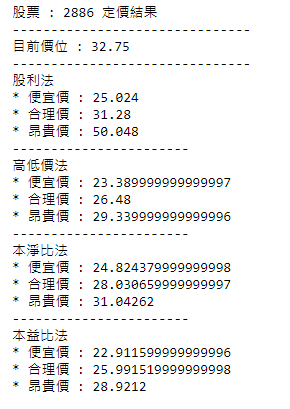 股票 : 2886 定價結果
------------------------------
目前價位 : 32.75
------------------------------
股利法
* 便宜價 : 25.024
* 合理價 : 31.28
* 昂貴價 : 50.048
----------------------
高低價法
* 便宜價 : 23.389999999999997
* 合理價 : 26.48
* 昂貴價 : 29.339999999999996
----------------------
本淨比法
* 便宜價 : 24.824379999999998
* 合理價 : 28.030659999999997
* 昂貴價 : 31.04262
----------------------
本益比法
* 便宜價 : 22.911599999999996
* 合理價 : 25.991519999999998
* 昂貴價 : 28.9212